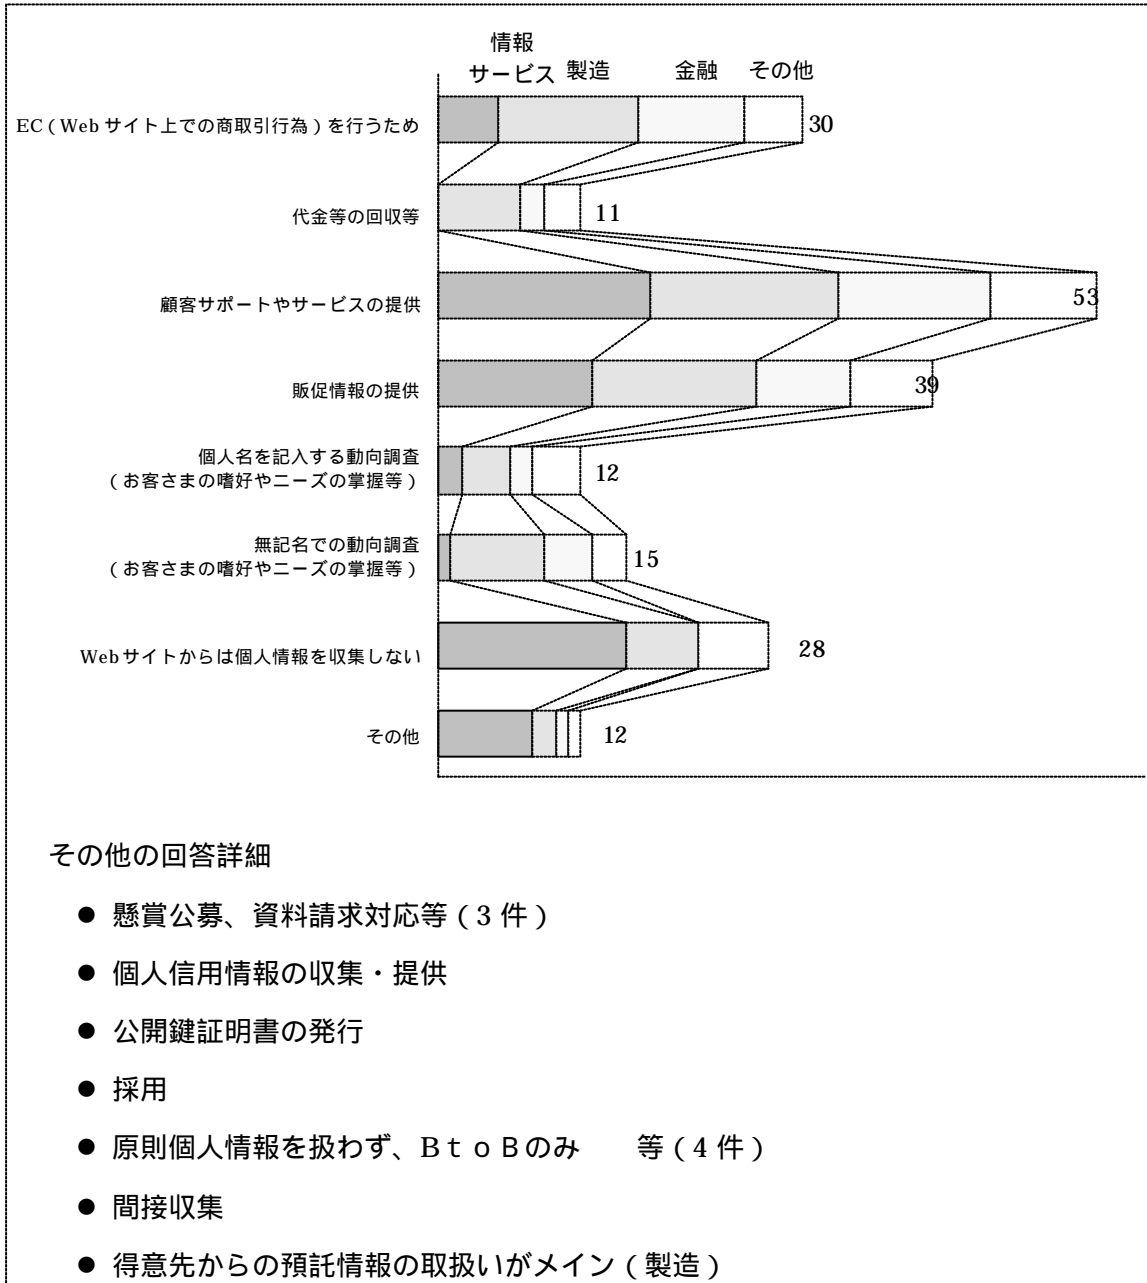 情報
サービス 製造 金融 その他
EC（Webサイト上での商取引行為）を行うため 30
代金等の回収等 11
顧客サポートやサービスの提供 53
販促情報の提供 39
個人名を記入する動向調査
（お客さまの嗜好やニーズの掌握等） 12
無記名での動向調査
（お客さまの嗜好やニーズの掌握等） 15
Webサイトからは個人情報を収集しない 28
その他 12
その他の回答詳細
● 懸賞公募、資料請求対応等（3件）
● 個人信用情報の収集・提供
● 公開鍵証明書の発行
● 採用
● 原則個人情報を扱わず、BｔｏＢのみ　　等（4件）
● 間接収集
● 得意先からの預託情報の取扱いがメイン（製造）